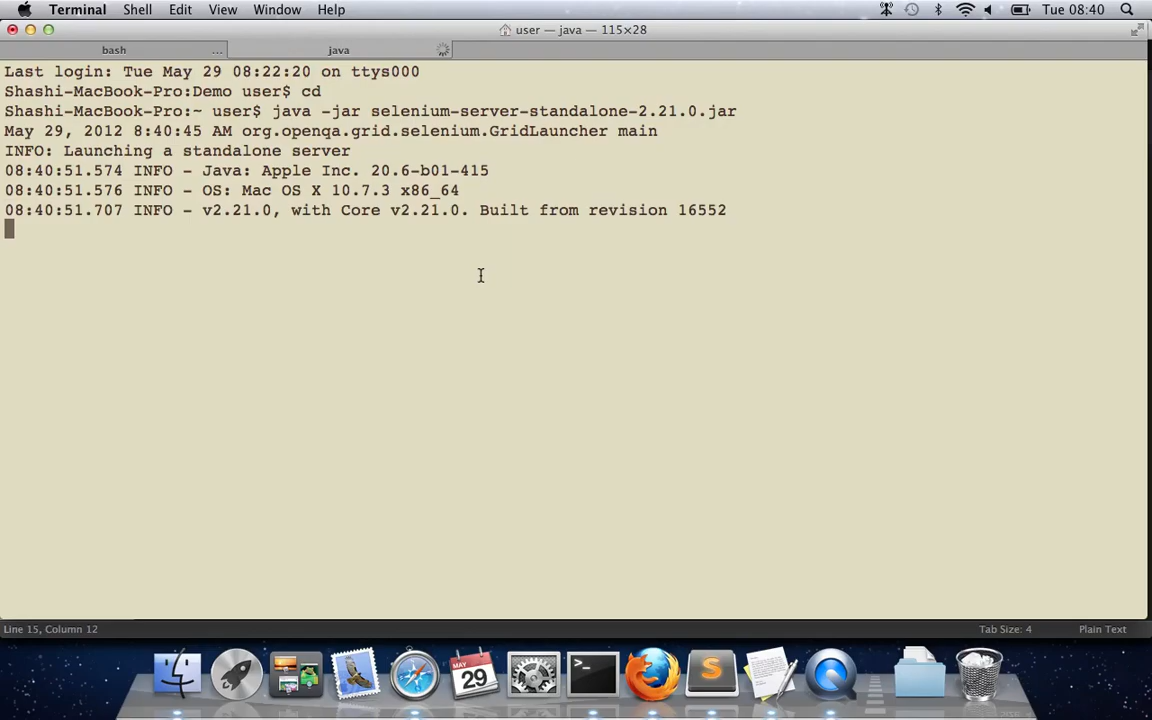 Terminal Shell Edit View Window Help Tue 08:40
user — java — 115×28
bash ... java
Last login: Tue May 29 08:22:20 on ttys000
Shashi-MacBook-Pro:Demo user$ cd
Shashi-MacBook-Pro:~ user$ java -jar selenium-server-standalone-2.21.0.jar
May 29, 2012 8:40:45 AM org.openqa.grid.selenium.GridLauncher main
INFO: Launching a standalone server
08:40:51.574 INFO - Java: Apple Inc. 20.6-b01-415
08:40:51.576 INFO - OS: Mac OS X 10.7.3 x86_64
08:40:51.707 INFO - v2.21.0, with Core v2.21.0. Built from revision 16552
Line 15, Column 12 Tab Size: 4 Plain Text
MAY
29
>_
S